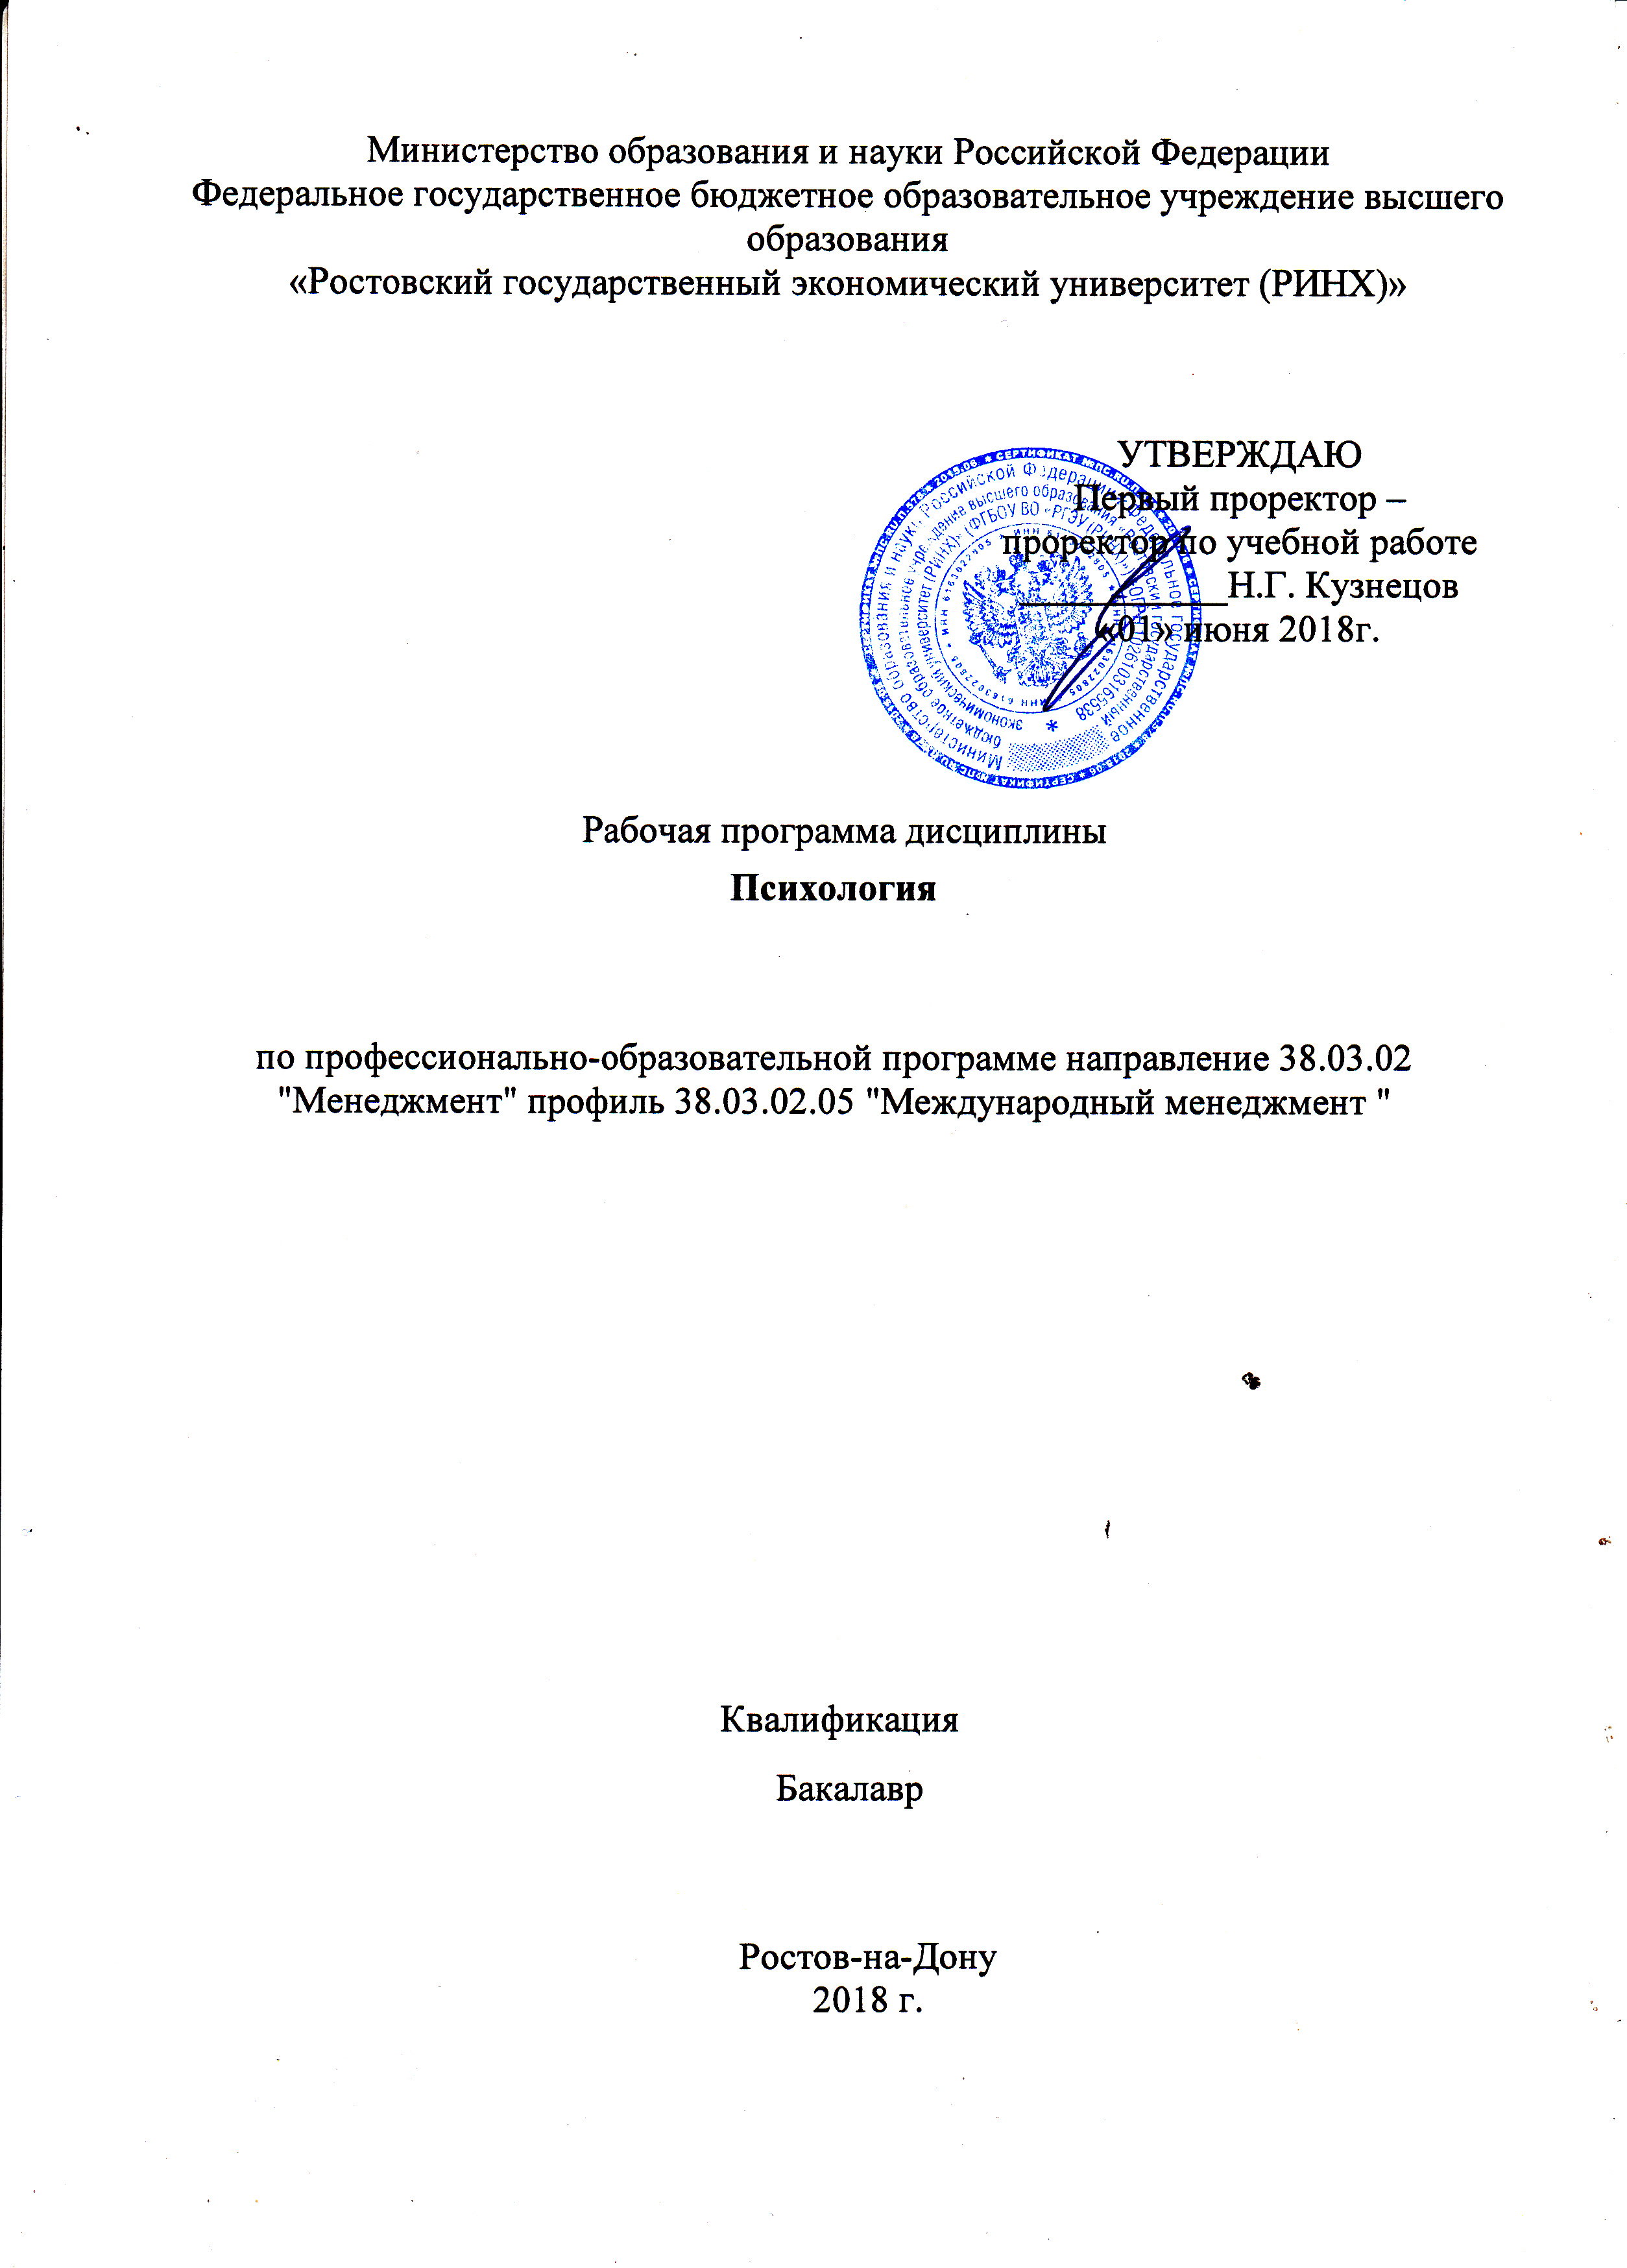 Министерство образования и науки Российской Федерации
Федеральное государственное бюджетное образовательное учреждение высшего
образования
«Ростовский государственный экономический университет (РИНХ)»
УТВЕРЖДАЮ
Первый проректор –
проректор по учебной работе
Н.Г. Кузнецов
«01» июня 2018г.
Рабочая программа дисциплины
Психология
по профессионально-образовательной программе направление 38.03.02
"Менеджмент" профиль 38.03.02.05 "Международный менеджмент "
Квалификация
Бакалавр
Ростов-на-Дону
2018 г.